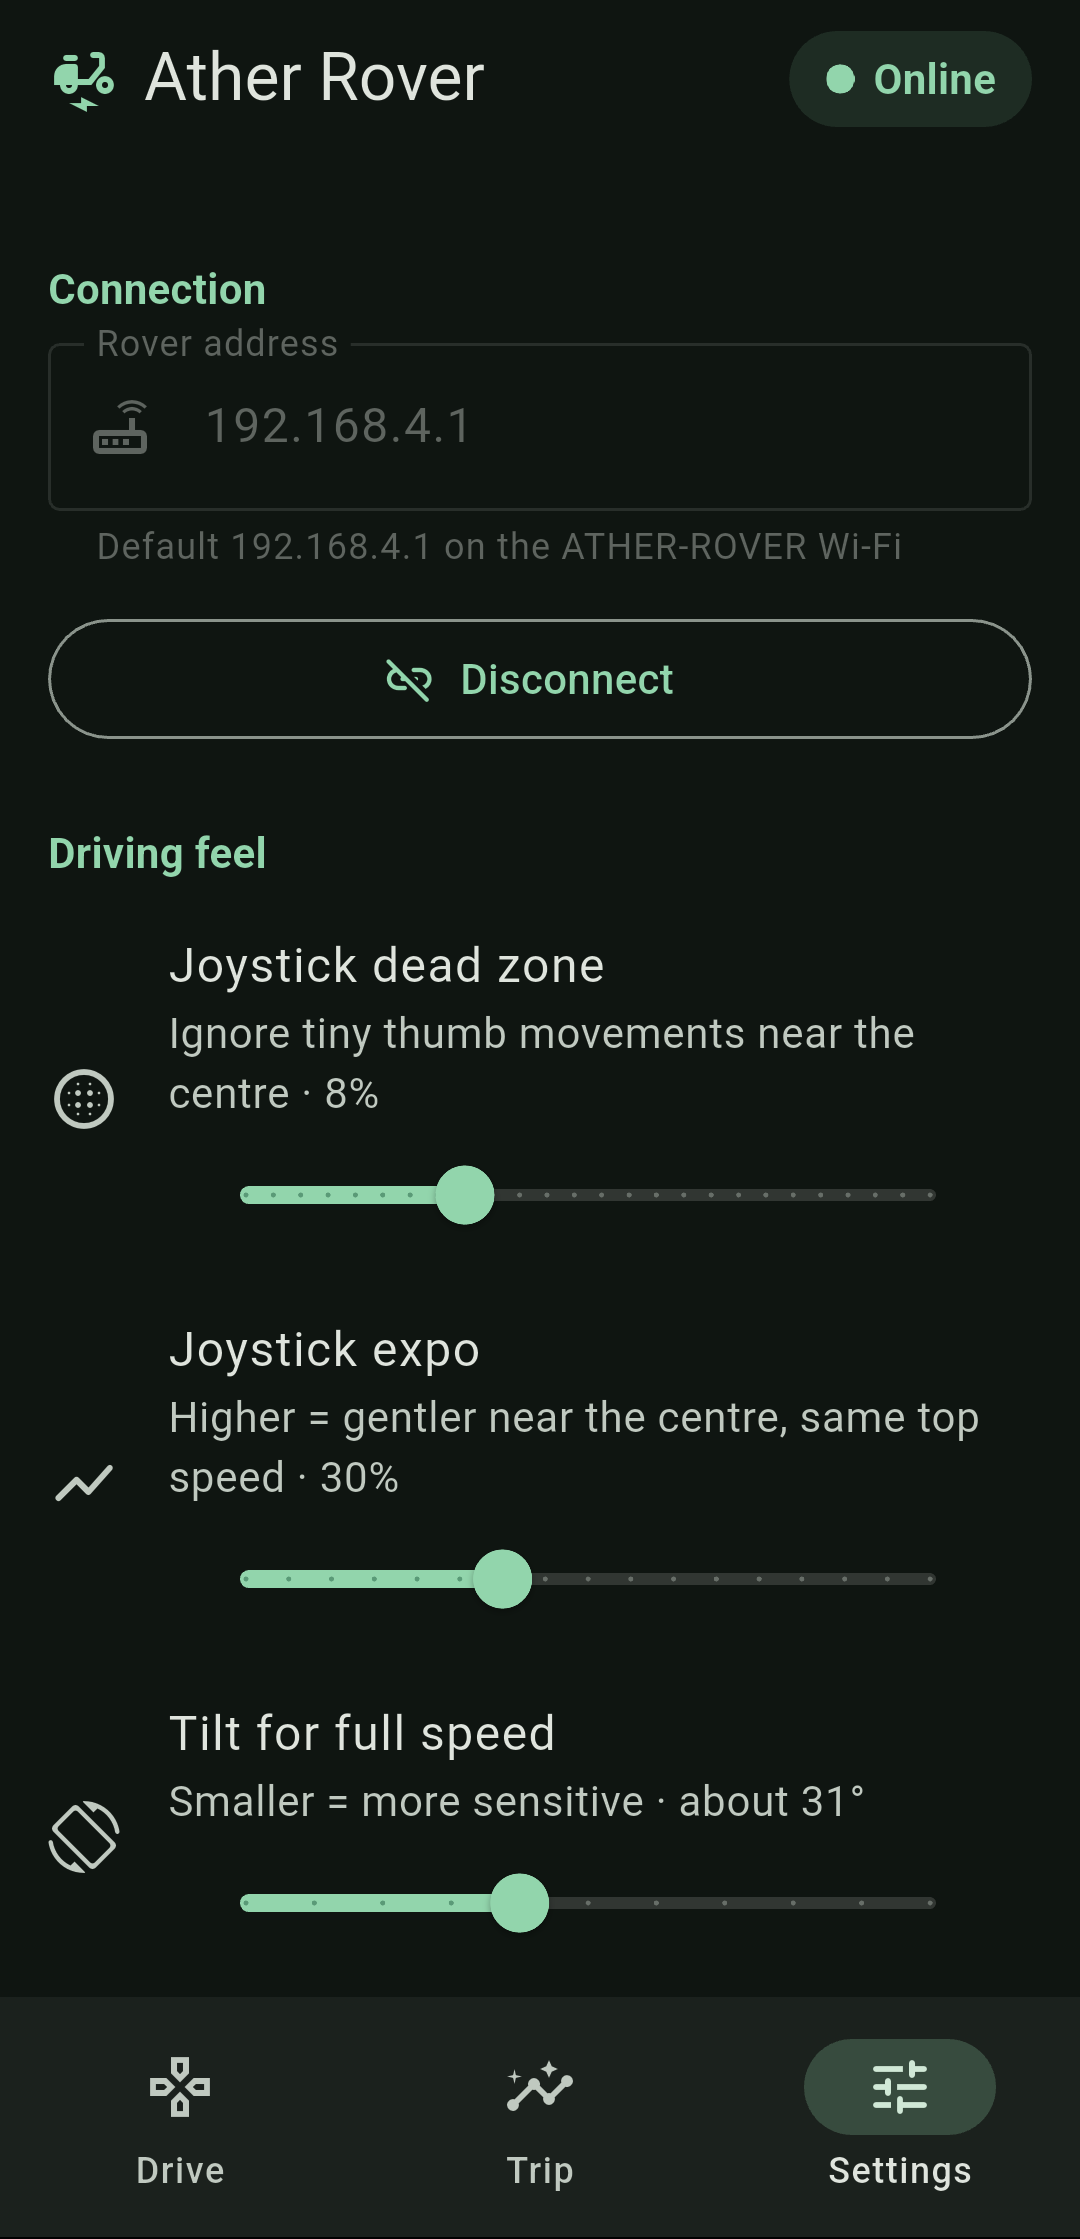 Ather Rover
Online
Connection
Rover address
192.168.4.1
Default 192.168.4.1 on the ATHER-ROVER Wi-Fi
Disconnect
Driving feel
Joystick dead zone
Ignore tiny thumb movements near the
centre · 8%
Joystick expo
Higher = gentler near the centre, same top
speed · 30%
Tilt for full speed
Smaller = more sensitive · about 31°
Drive
Trip
Settings